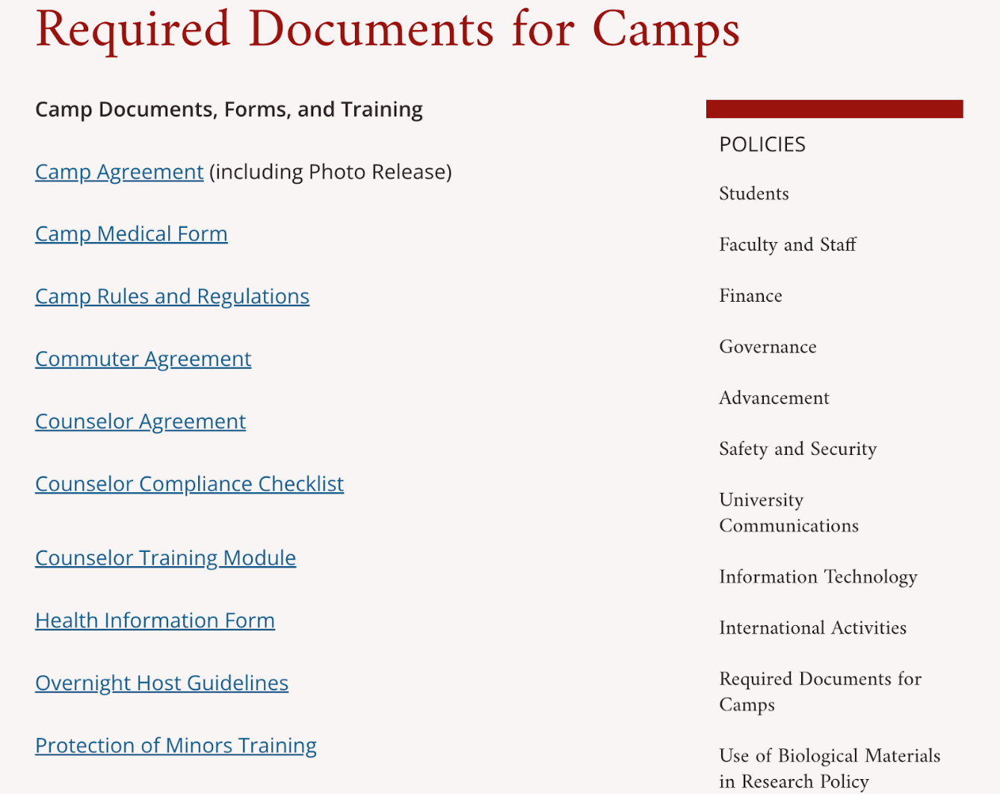 Required Documents for Camps
Camp Documents, Forms, and Training
Camp Agreement (including Photo Release)
Camp Medical Form
Camp Rules and Regulations
Commuter Agreement
Counselor Agreement
Counselor Compliance Checklist
Counselor Training Module
Health Information Form
Overnight Host Guidelines
Protection of Minors Training
POLICIES
Students
Faculty and Staff
Finance
Governance
Advancement
Safety and Security
University
Communications
Information Technology
International Activities
Required Documents for
Camps
Use of Biological Materials
in Research Policy